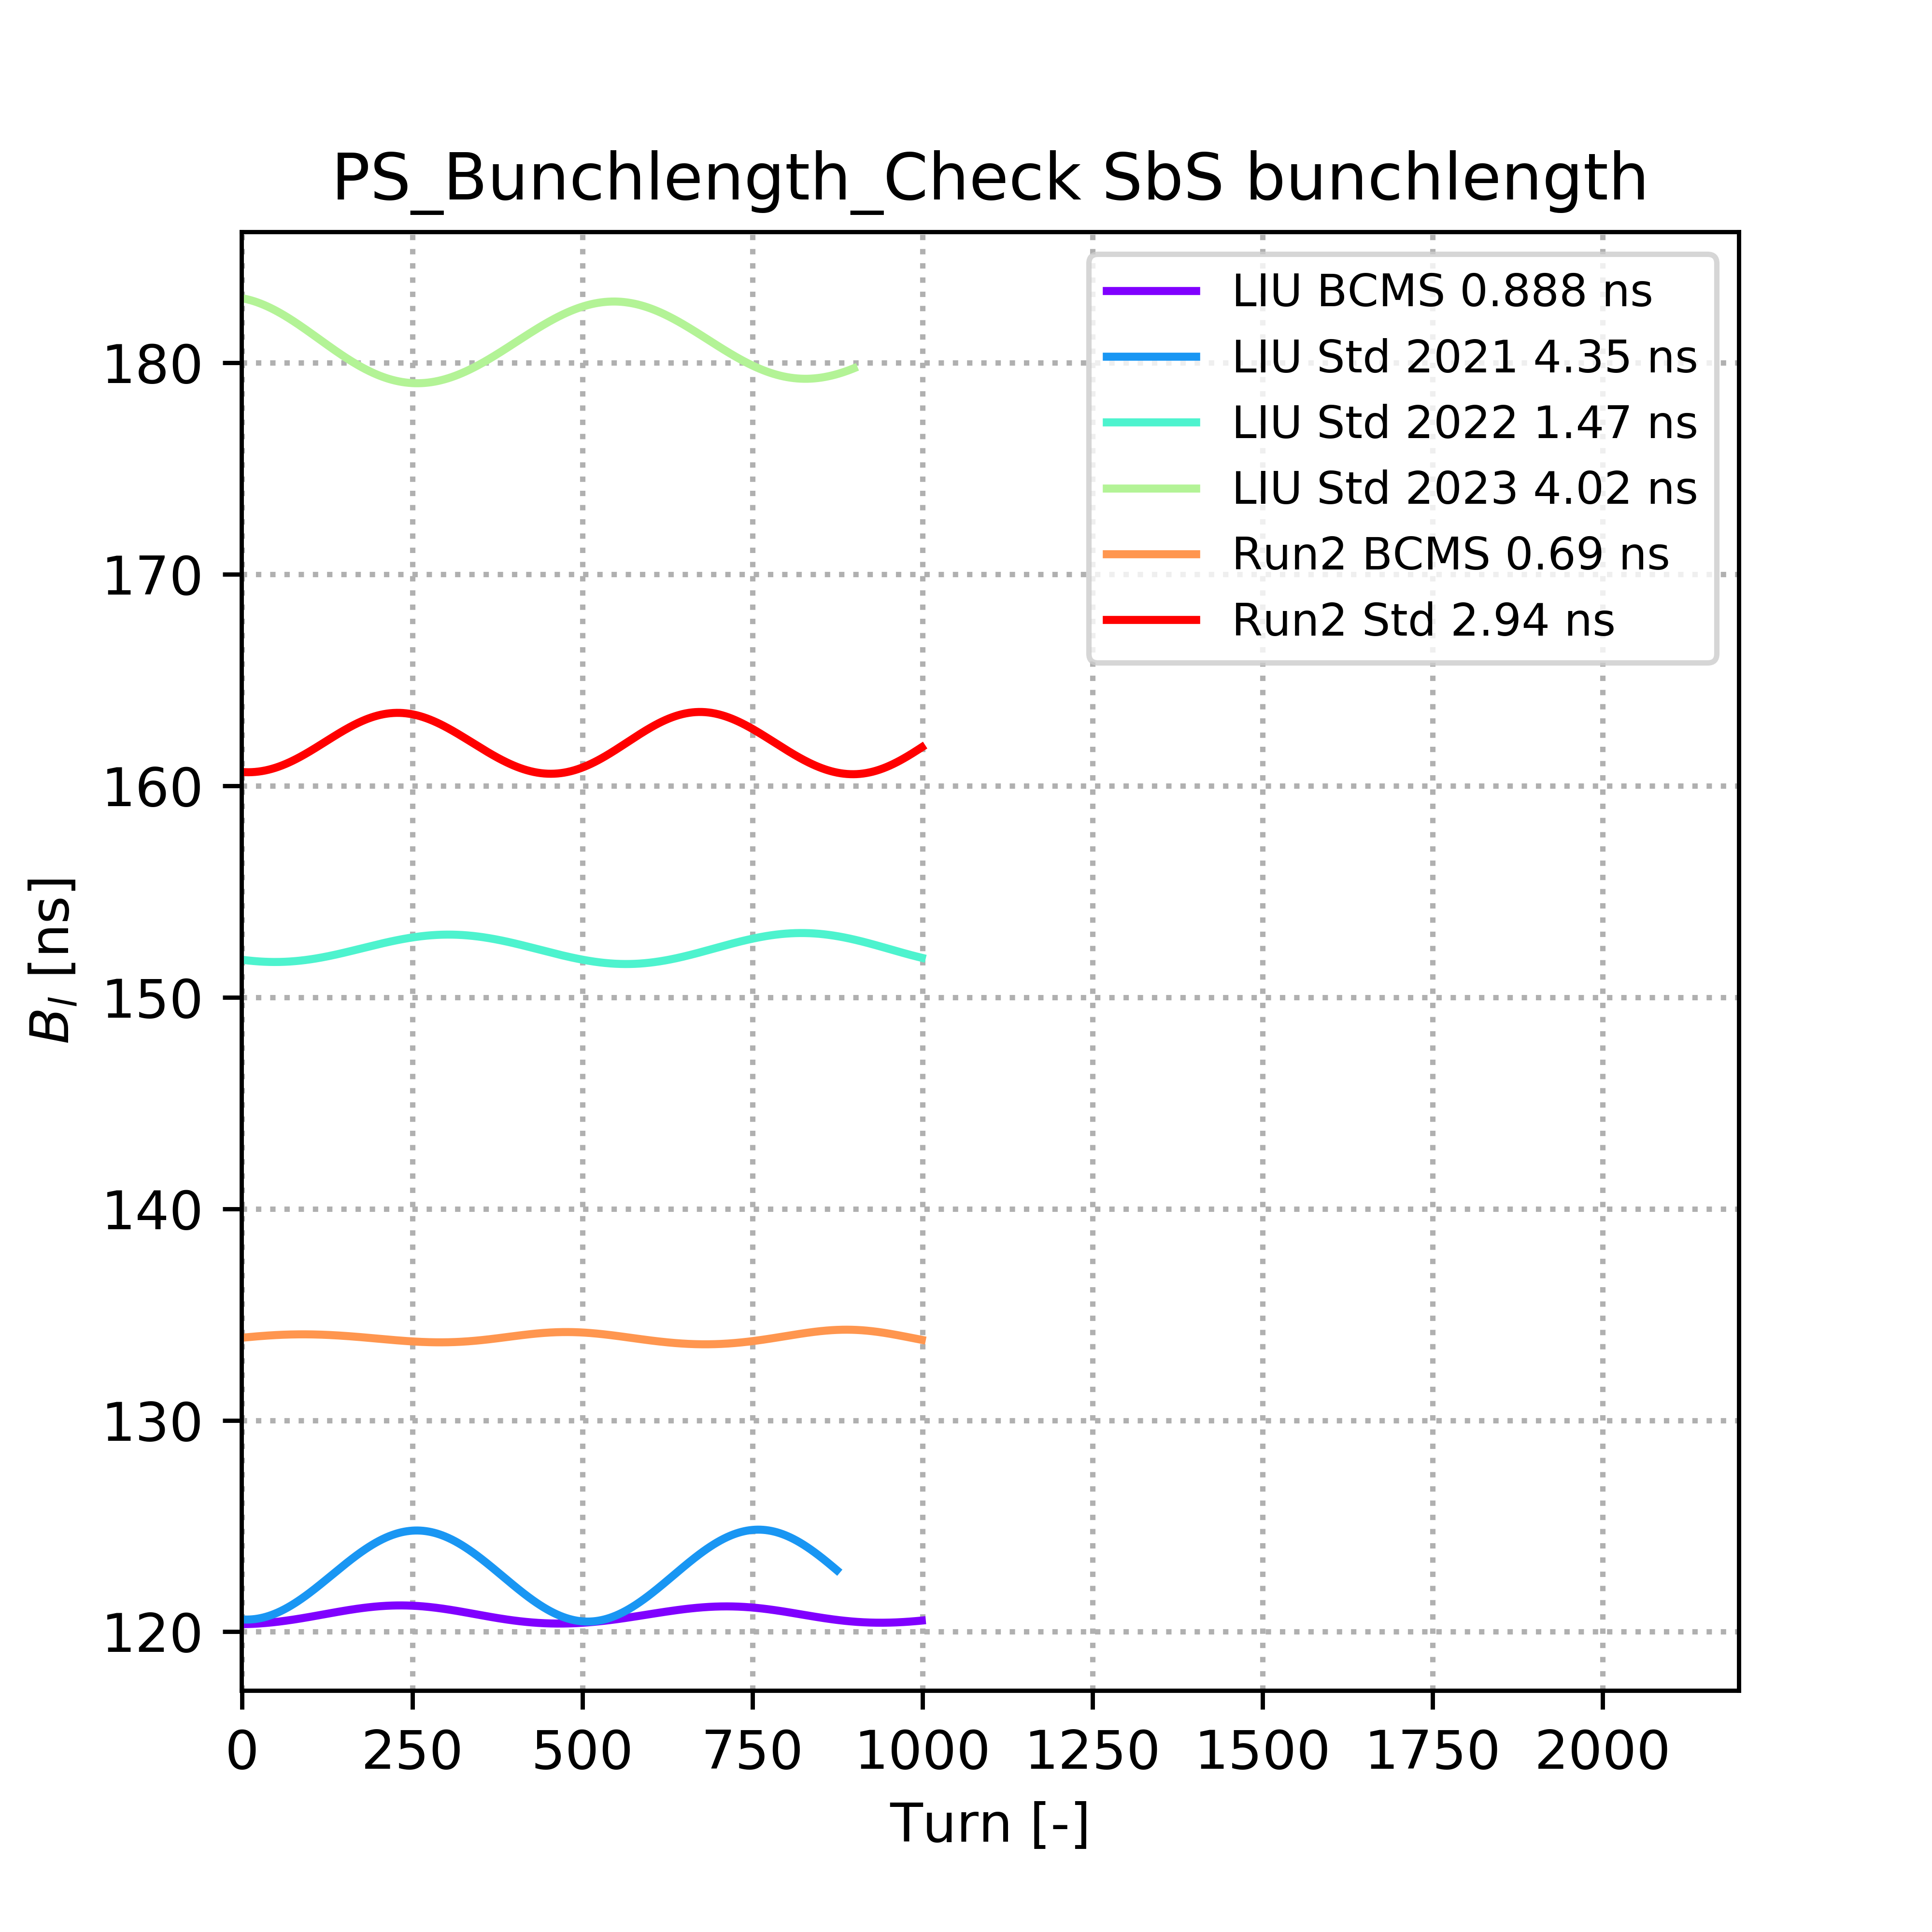 PS_Bunchlength_Check SbS bunchlength
LIU BCMS 0.888 ns
LIU Std 2021 4.35 ns
LIU Std 2022 1.47 ns
LIU Std 2023 4.02 ns
Run2 BCMS 0.69 ns
Run2 Std 2.94 ns
180
170
160
150
140
130
120
B_l [ns]
0 250 500 750 1000 1250 1500 1750 2000
Turn [-]